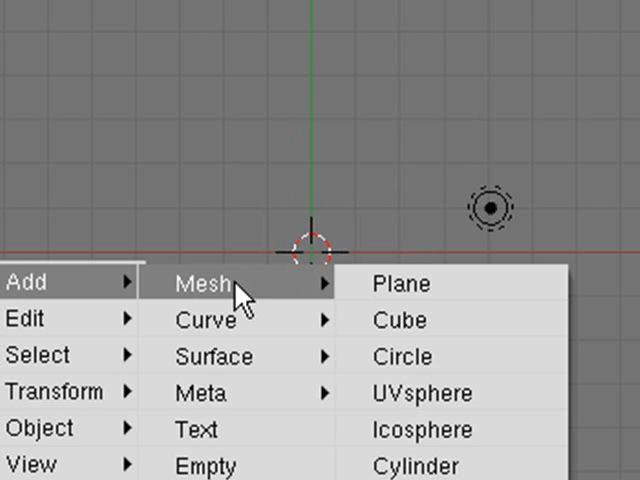 Add
Edit
Select
Transform
Object
View
Mesh
Curve
Surface
Meta
Text
Empty
Plane
Cube
Circle
UVsphere
Icosphere
Cylinder